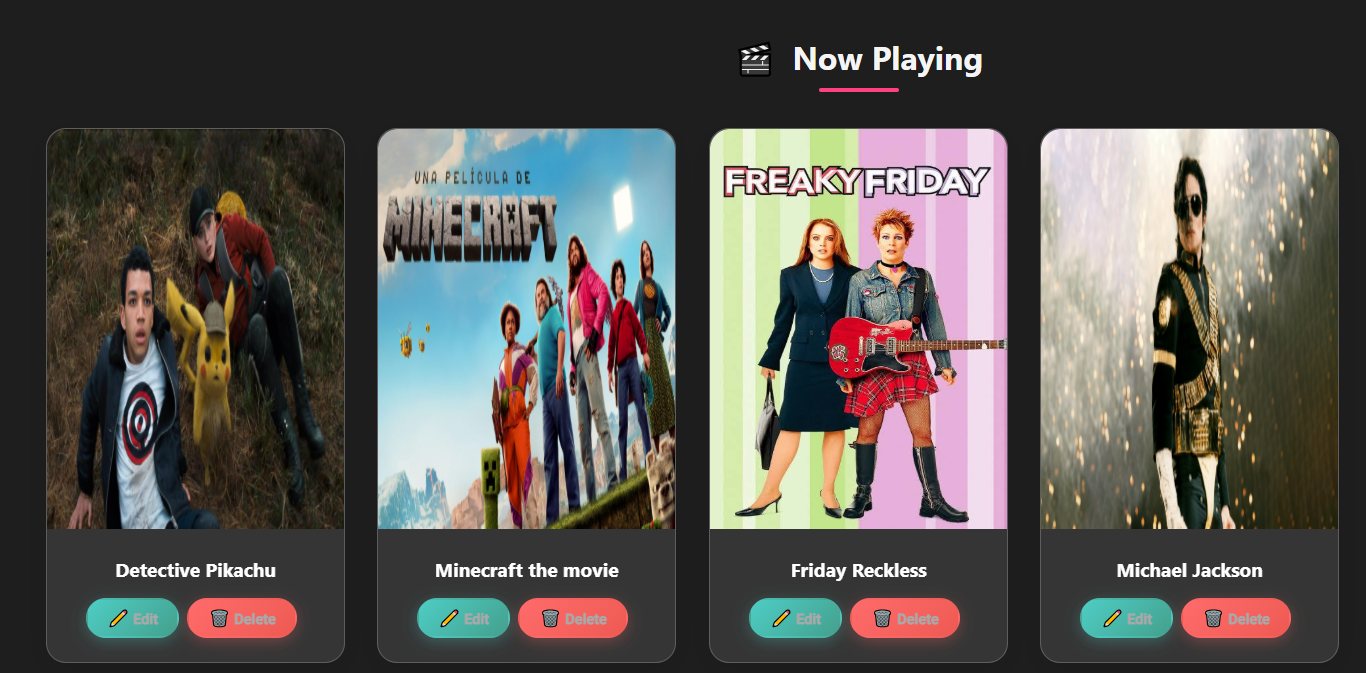 Now Playing
UNA PELÍCULA DE
MINECRAFT
FREAKY FRIDAY
Detective Pikachu
Minecraft the movie
Friday Reckless
Michael Jackson
Edit Delete
Edit Delete
Edit Delete
Edit Delete